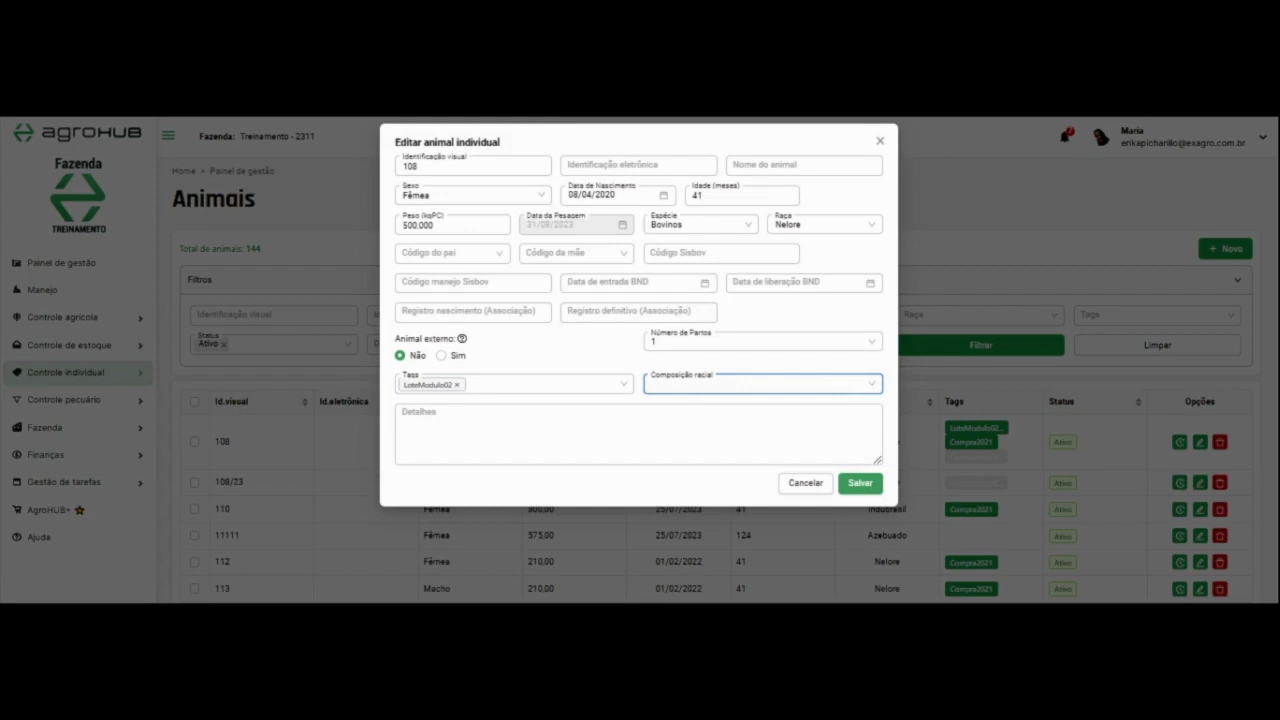 agroHUB
Fazenda: Treinamento - 2311
Maria
erikapicharillo@exagro.com.br
Fazenda
TREINAMENTO
Home > Painel de gestão
Animais
Total de animais: 144
+ Novo
Filtros
Identificação visual
Raça
Tags
Status
Ativo ×
Filtrar
Limpar
Painel de gestão
Manejo
Controle agrícola
Controle de estoque
Controle individual
Controle pecuário
Fazenda
Finanças
Gestão de tarefas
AgroHUB+
Ajuda
Editar animal individual
Identificação visual
108
Identificação eletrônica
Nome do animal
Sexo
Fêmea
Data de Nascimento
08/04/2020
Idade (meses)
41
Peso (kgPC)
500.000
Data da Pesagem
31/08/2023
Espécie
Bovinos
Raça
Nelore
Código do pai
Código da mãe
Código Sisbov
Código manejo Sisbov
Data de entrada BND
Data de liberação BND
Registro nascimento (Associação)
Registro definitivo (Associação)
Animal externo:
Não
Sim
Número de Partos
1
Tags
LoteModulo02 ×
Composição racial
Detalhes
Cancelar
Salvar
Id.visual Id.eletrônica Tags Status Opções
108 LoteModulo02... Compra2021 Ativo
108/23 Ativo
110 Fêmea 300,00 25/07/2023 41 Indubrasil Compra2021 Ativo
11111 Fêmea 575,00 25/07/2023 124 Azebuado Ativo
112 Fêmea 210,00 01/02/2022 41 Nelore Compra2021 Ativo
113 Macho 210,00 01/02/2022 41 Nelore Compra2021 Ativo